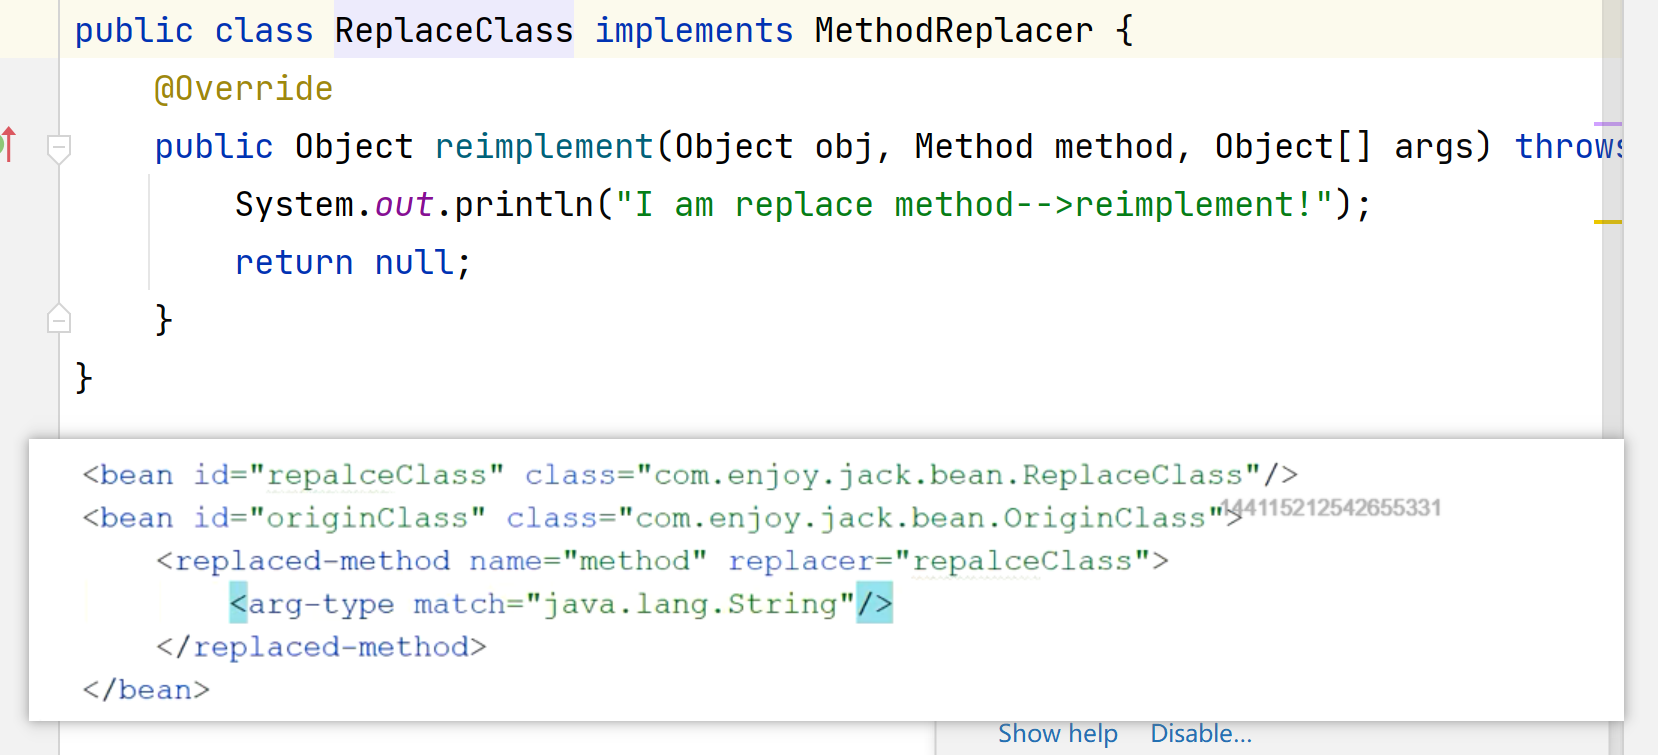 public class ReplaceClass implements MethodReplacer {
@Override
public Object reimplement(Object obj, Method method, Object[] args) throws
System.out.println("I am replace method-->reimplement!");
return null;
}
}
<bean id="repalceClass" class="com.enjoy.jack.bean.ReplaceClass"/>
<bean id="originClass" class="com.enjoy.jack.bean.OriginClass">
144115212542655331
<replaced-method name="method" replacer="repalceClass">
<arg-type match="java.lang.String"/>
</replaced-method>
</bean>
Show help Disable...